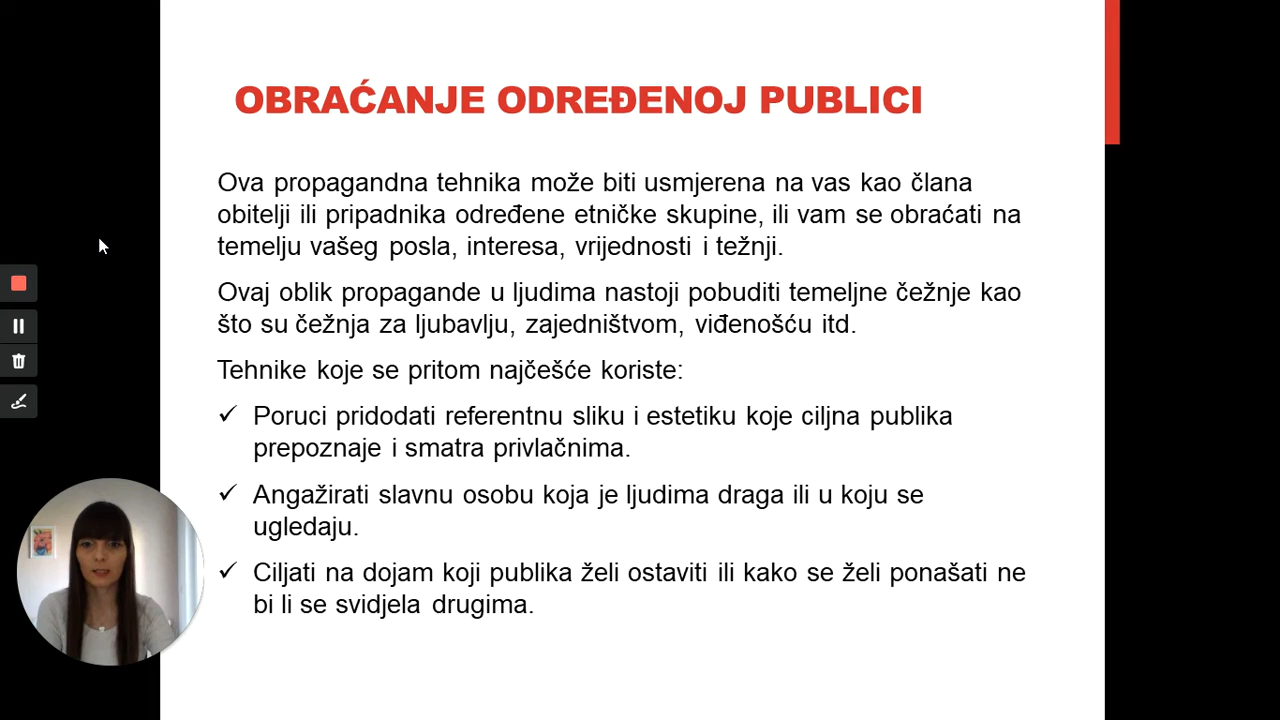 OBRAĆANJE ODREĐENOJ PUBLICI
Ova propagandna tehnika može biti usmjerena na vas kao člana
obitelji ili pripadnika određene etničke skupine, ili vam se obraćati na
temelju vašeg posla, interesa, vrijednosti i težnji.
Ovaj oblik propagande u ljudima nastoji pobuditi temeljne čežnje kao
što su čežnja za ljubavlju, zajedništvom, viđenošću itd.
Tehnike koje se pritom najčešće koriste:
✓ Poruci pridodati referentnu sliku i estetiku koje ciljna publika
prepoznaje i smatra privlačnima.
✓ Angažirati slavnu osobu koja je ljudima draga ili u koju se
ugledaju.
✓ Ciljati na dojam koji publika želi ostaviti ili kako se želi ponašati ne
bi li se svidjela drugima.